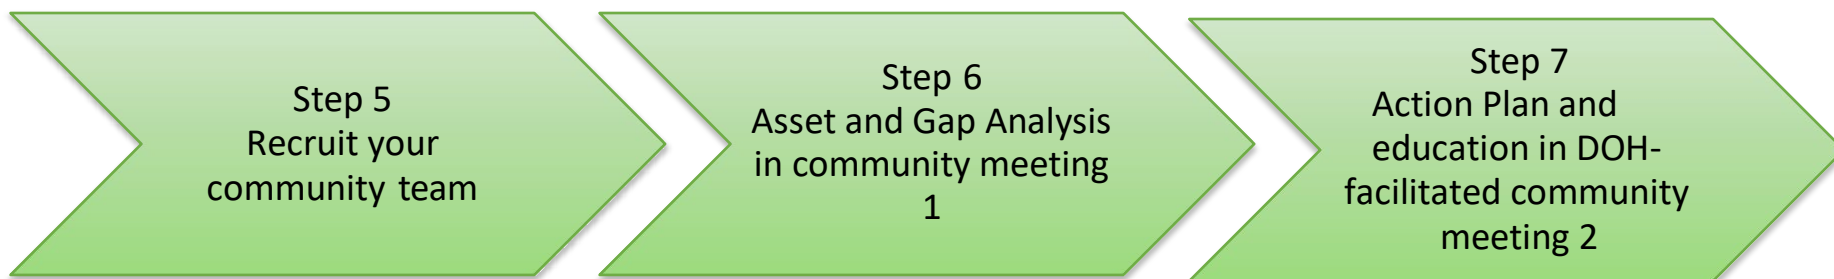 Step 5
Recruit your
community team
Step 6
Asset and Gap Analysis
in community meeting
1
Step 7
Action Plan and
education in DOH-
facilitated community
meeting 2